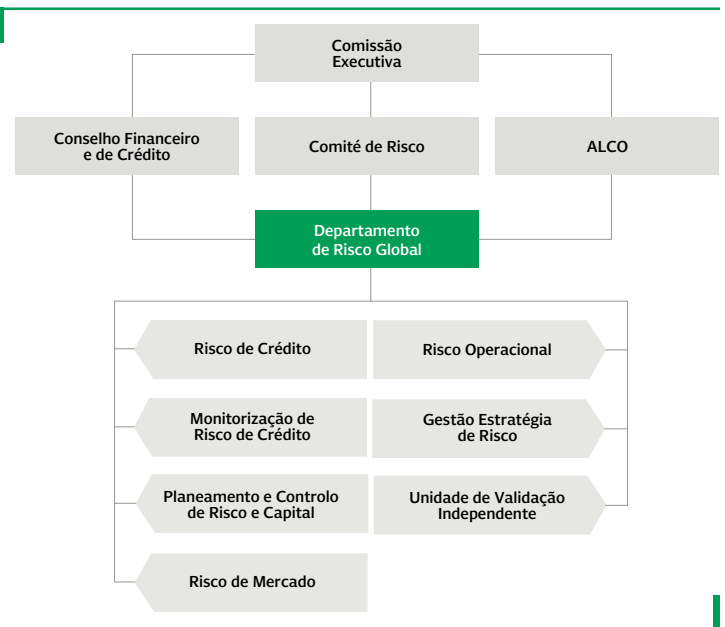 Comissão
Executiva
Conselho Financeiro
e de Crédito
Comité de Risco
ALCO
Departamento
de Risco Global
Risco de Crédito
Risco Operacional
Monitorização de
Risco de Crédito
Gestão Estratégia
de Risco
Planeamento e Controlo
de Risco e Capital
Unidade de Validação
Independente
Risco de Mercado